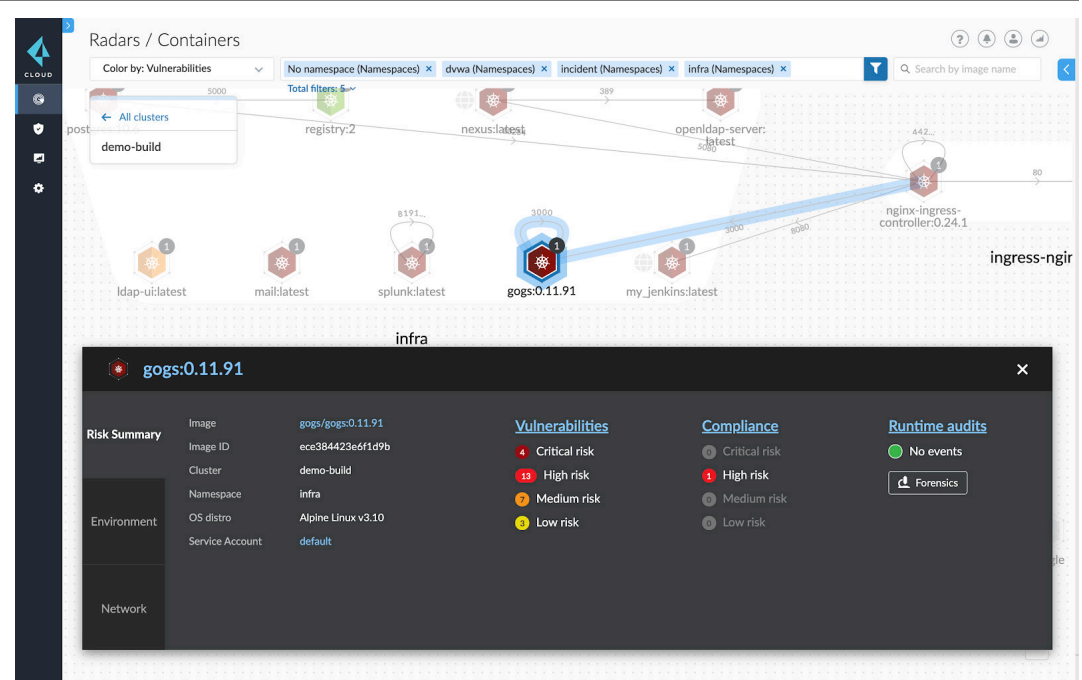 Radars / Containers
CLOUD
Color by: Vulnerabilities
No namespace (Namespaces) ×
dvwa (Namespaces) ×
incident (Namespaces) ×
infra (Namespaces) ×
Search by image name
Total filters: 5
5000
389
← All clusters
demo-build
registry:2
nexus:latest
openldap-server:
latest
5080
442...
80
1
nginx-ingress-
controller:0.24.1
8191...
3000
3000
8080
1
1
1
1
1
ldap-ui:latest
mail:latest
splunk:latest
gogs:0.11.91
my_jenkins:latest
ingress-ngir
infra
gogs:0.11.91
Risk Summary
Environment
Network
Image gogs/gogs:0.11.91
Image ID ece384423e6f1d9b
Cluster demo-build
Namespace infra
OS distro Alpine Linux v3.10
Service Account default
Vulnerabilities
4 Critical risk
13 High risk
7 Medium risk
3 Low risk
Compliance
0 Critical risk
1 High risk
0 Medium risk
0 Low risk
Runtime audits
No events
Forensics